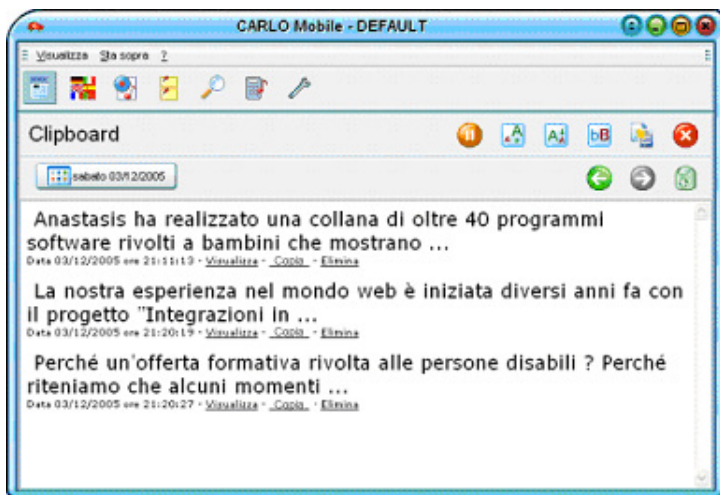 CARLO Mobile - DEFAULT
Visualizza Sta sopra ?
Clipboard
sabato 03/12/2005
Anastasis ha realizzato una collana di oltre 40 programmi
software rivolti a bambini che mostrano ...
Data 03/12/2005 ore 21:11:13 - Visualizza - Copia - Elimina
La nostra esperienza nel mondo web è iniziata diversi anni fa con
il progetto "Integrazioni in ...
Data 03/12/2005 ore 21:20:19 - Visualizza - Copia - Elimina
Perché un'offerta formativa rivolta alle persone disabili ? Perché
riteniamo che alcuni momenti ...
Data 03/12/2005 ore 21:20:27 - Visualizza - Copia - Elimina